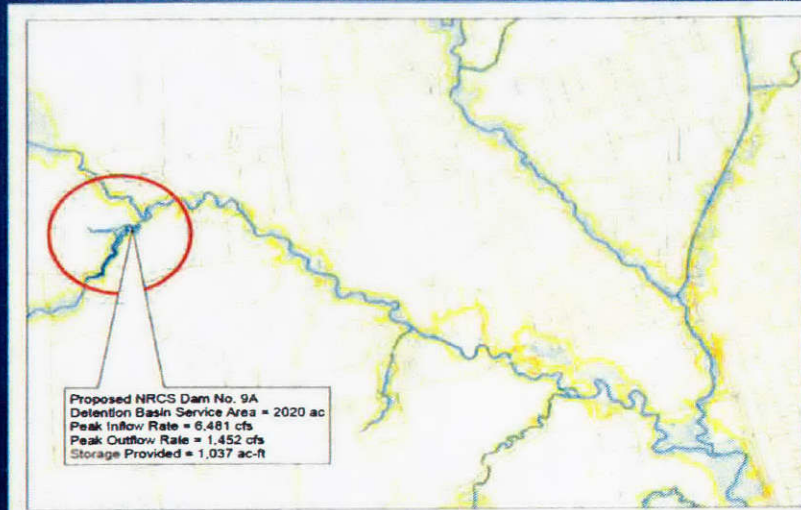 Proposed NRCS Dam No. 9A
Detention Basin Service Area = 2020 ac
Peak Inflow Rate = 6,481 cfs
Peak Outflow Rate = 1,452 cfs
Storage Provided = 1,037 ac-ft